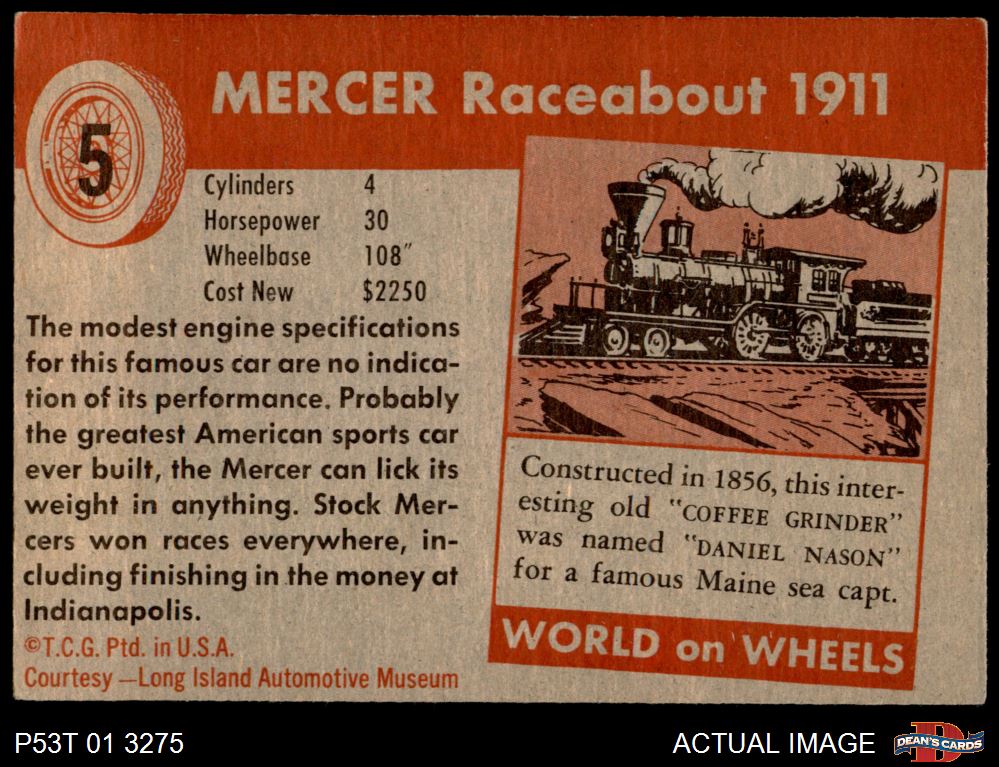 MERCER Raceabout 1911
5
Cylinders 4
Horsepower 30
Wheelbase 108"
Cost New $2250
The modest engine specifications
for this famous car are no indica-
tion of its performance. Probably
the greatest American sports car
ever built, the Mercer can lick its
weight in anything. Stock Mer-
cers won races everywhere, in-
cluding finishing in the money at
Indianapolis.
©T.C.G. Ptd. in U.S.A.
Courtesy—Long Island Automotive Museum
Constructed in 1856, this inter-
esting old "COFFEE GRINDER"
was named "DANIEL NASON"
for a famous Maine sea capt.
WORLD on WHEELS
P53T 01 3275
ACTUAL IMAGE
D
DEAN'S CARDS